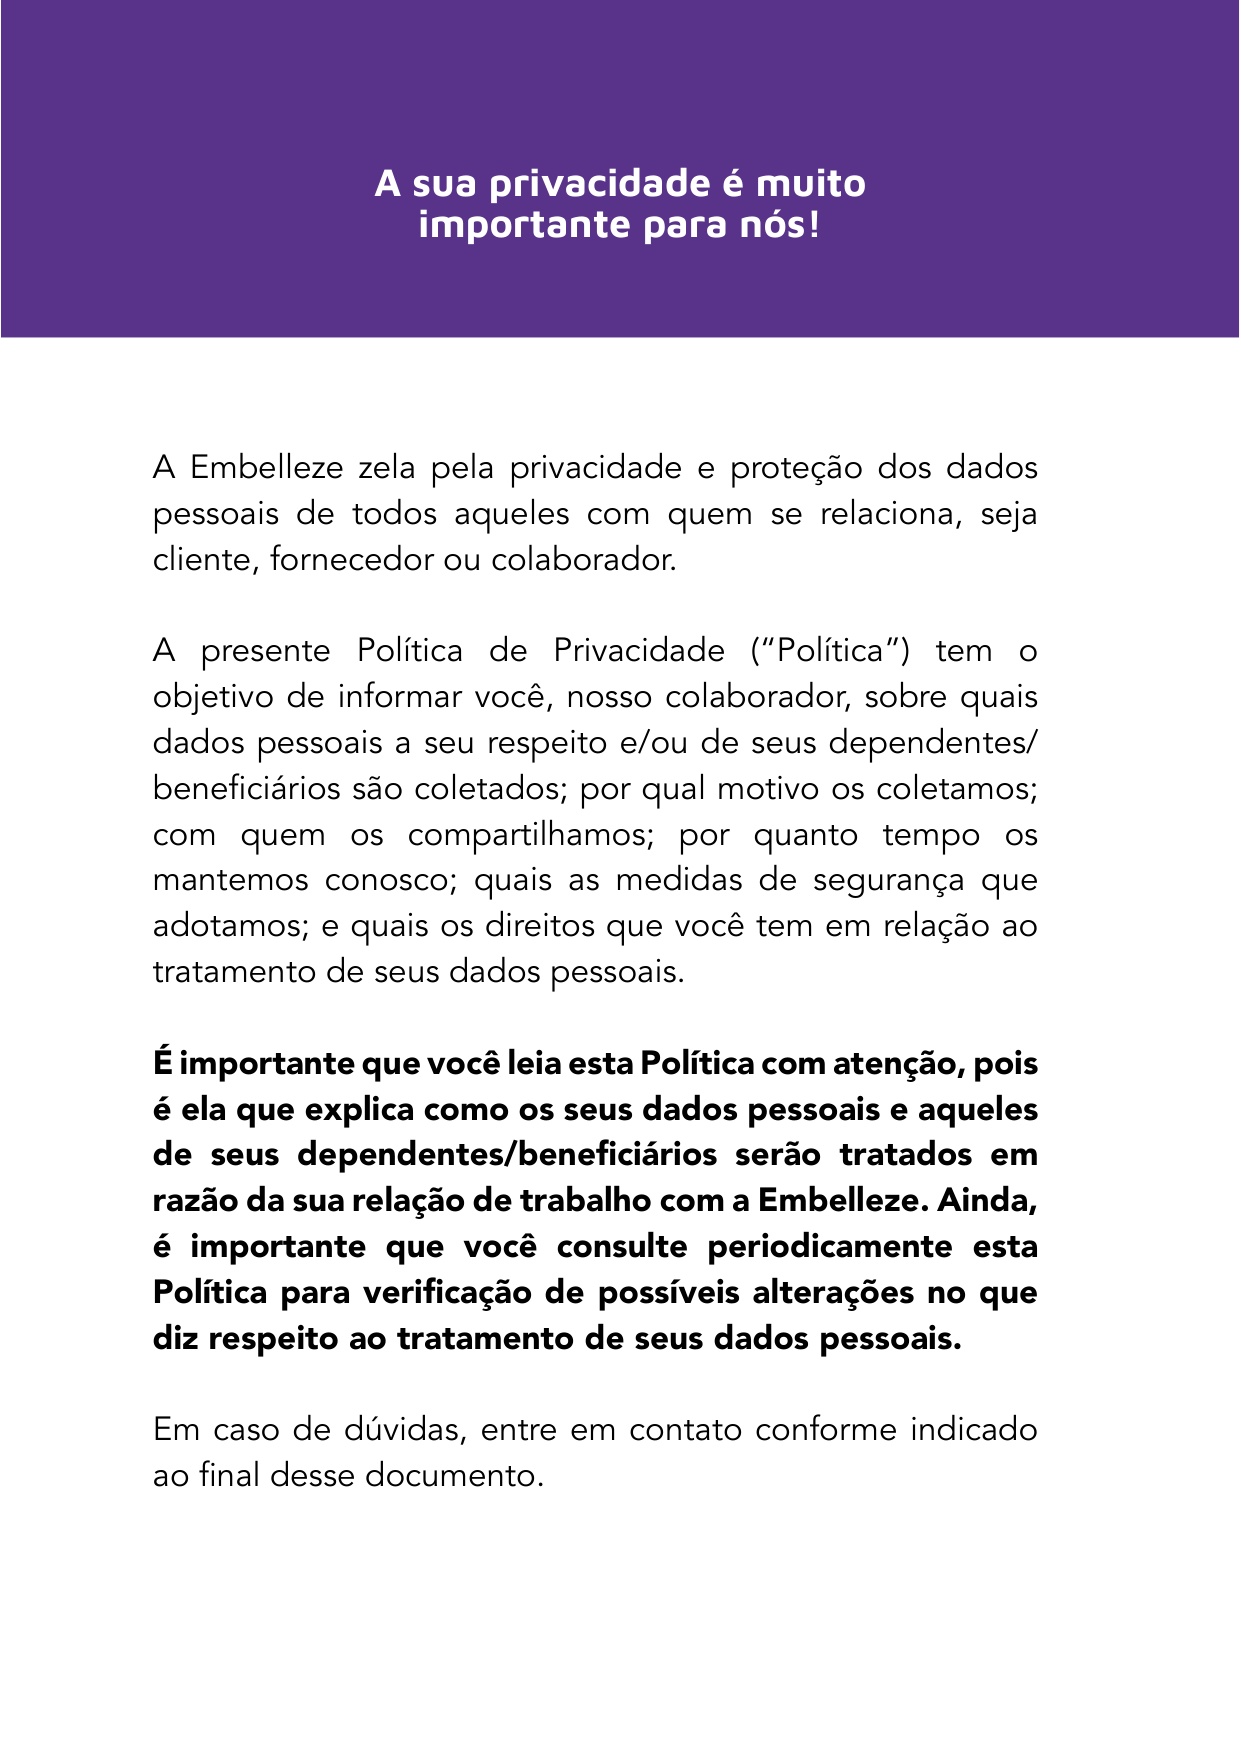 A sua privacidade é muito
importante para nós!
A Embelleze zela pela privacidade e proteção dos dados
pessoais de todos aqueles com quem se relaciona, seja
cliente, fornecedor ou colaborador.
A presente Política de Privacidade (“Política”) tem o
objetivo de informar você, nosso colaborador, sobre quais
dados pessoais a seu respeito e/ou de seus dependentes/
beneficiários são coletados; por qual motivo os coletamos;
com quem os compartilhamos; por quanto tempo os
mantemos conosco; quais as medidas de segurança que
adotamos; e quais os direitos que você tem em relação ao
tratamento de seus dados pessoais.
É importante que você leia esta Política com atenção, pois
é ela que explica como os seus dados pessoais e aqueles
de seus dependentes/beneficiários serão tratados em
razão da sua relação de trabalho com a Embelleze. Ainda,
é importante que você consulte periodicamente esta
Política para verificação de possíveis alterações no que
diz respeito ao tratamento de seus dados pessoais.
Em caso de dúvidas, entre em contato conforme indicado
ao final desse documento.